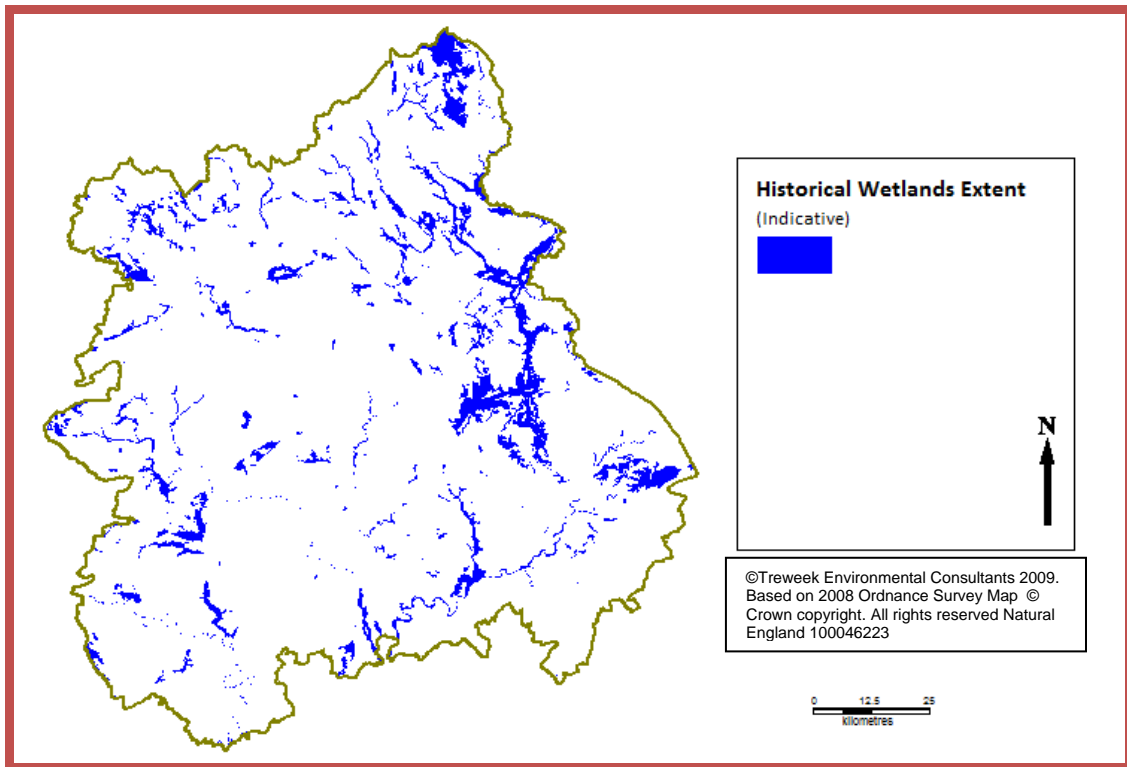 Historical Wetlands Extent
(Indicative)
N
©Treweek Environmental Consultants 2009.
Based on 2008 Ordnance Survey Map ©
Crown copyright. All rights reserved Natural
England 100046223
0 12.5 25
kilometres